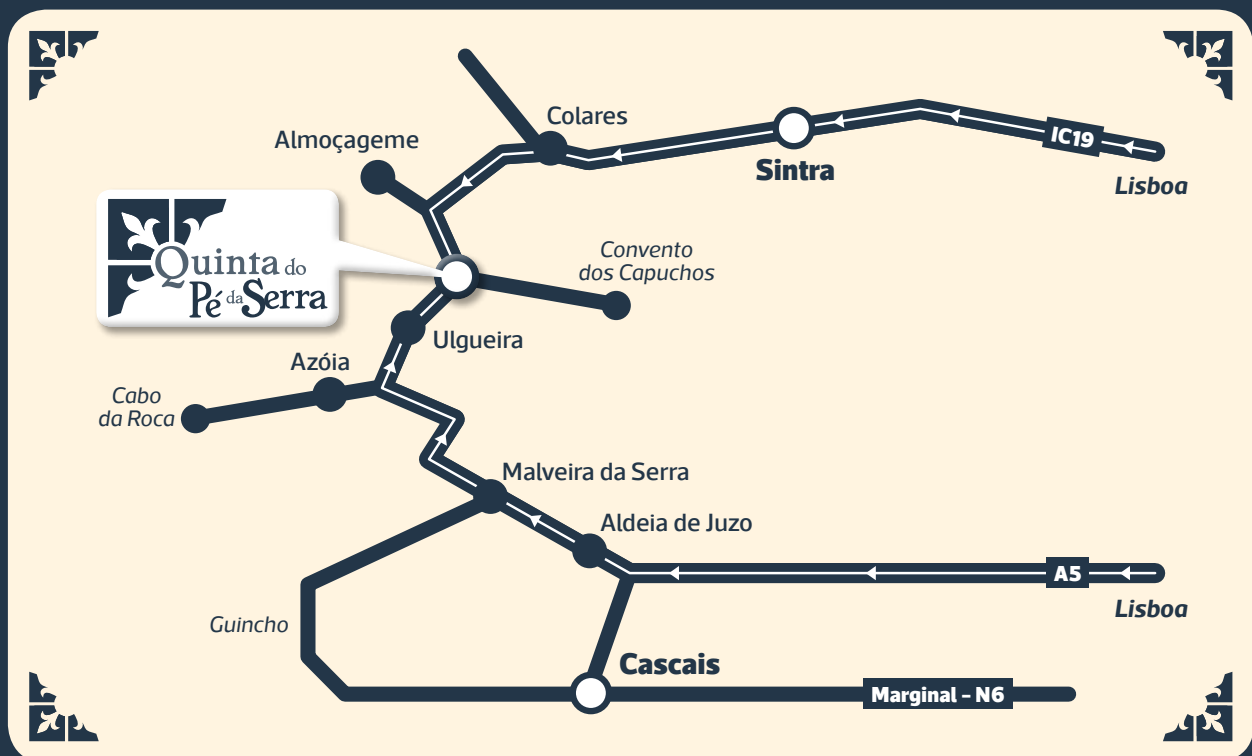 Colares
Almoçageme
IC19
Sintra
Lisboa
Quinta do
Pé da Serra
Convento
dos Capuchos
Ulgueira
Azóia
Cabo
da Roca
Malveira da Serra
Aldeia de Juzo
A5
Lisboa
Guincho
Cascais
Marginal - N6